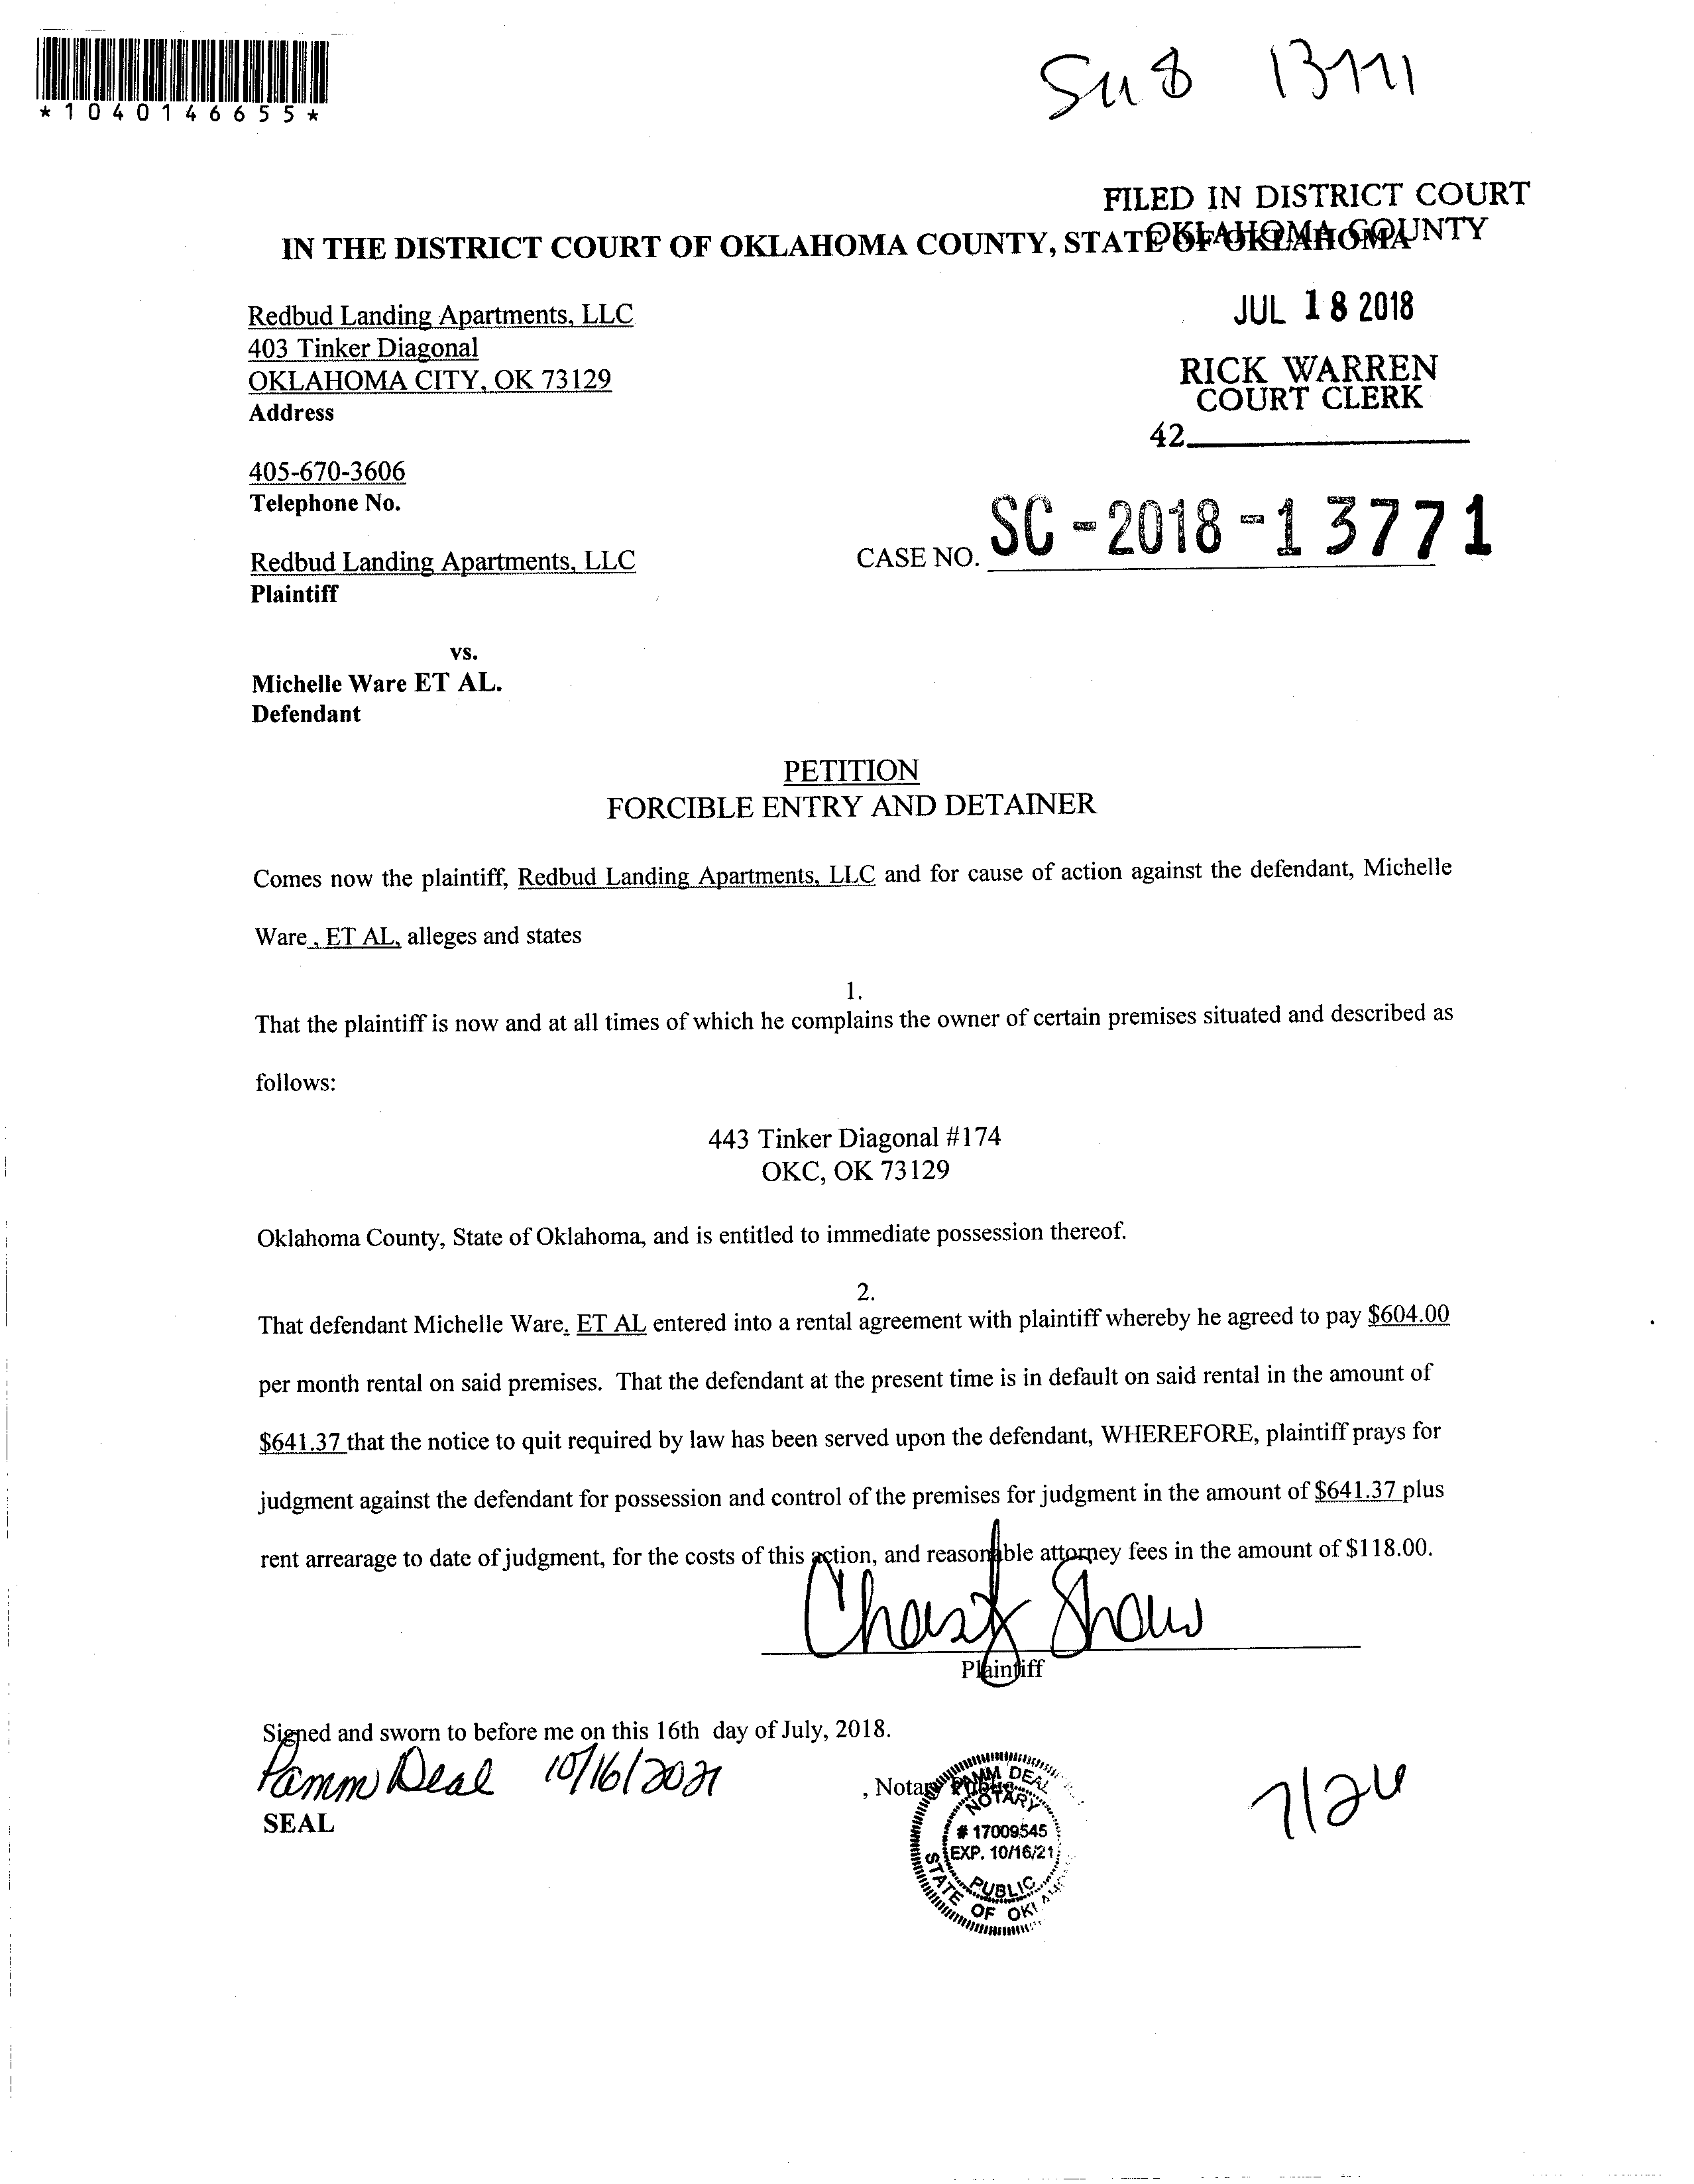 *1040146655*
FILED IN DISTRICT COURT
OKLAHOMA COUNTY
IN THE DISTRICT COURT OF OKLAHOMA COUNTY, STATE OF OKLAHOMA
Redbud Landing Apartments, LLC
403 Tinker Diagonal
OKLAHOMA CITY, OK 73129
Address
JUL 18 2018
RICK WARREN
COURT CLERK
42
405-670-3606
Telephone No.
CASE NO. SC-2018-13771
Redbud Landing Apartments, LLC
Plaintiff
vs.
Michelle Ware ET AL.
Defendant
PETITION
FORCIBLE ENTRY AND DETAINER
Comes now the plaintiff, Redbud Landing Apartments, LLC and for cause of action against the defendant, Michelle
Ware , ET AL, alleges and states
1.
That the plaintiff is now and at all times of which he complains the owner of certain premises situated and described as
follows:
443 Tinker Diagonal #174
OKC, OK 73129
Oklahoma County, State of Oklahoma, and is entitled to immediate possession thereof.
2.
That defendant Michelle Ware, ET AL entered into a rental agreement with plaintiff whereby he agreed to pay $604.00
per month rental on said premises. That the defendant at the present time is in default on said rental in the amount of
$641.37 that the notice to quit required by law has been served upon the defendant, WHEREFORE, plaintiff prays for
judgment against the defendant for possession and control of the premises for judgment in the amount of $641.37 plus
rent arrearage to date of judgment, for the costs of this action, and reasonable attorney fees in the amount of $118.00.
Shaw
Plaintiff
Signed and sworn to before me on this 16th day of July, 2018.
Pamm Deal 10/16/2021
, Notary Public
SEAL
PAMM DEAL
NOTARY
# 17009545
EXP. 10/16/21
PUBLIC
STATE OF OKLAHOMA